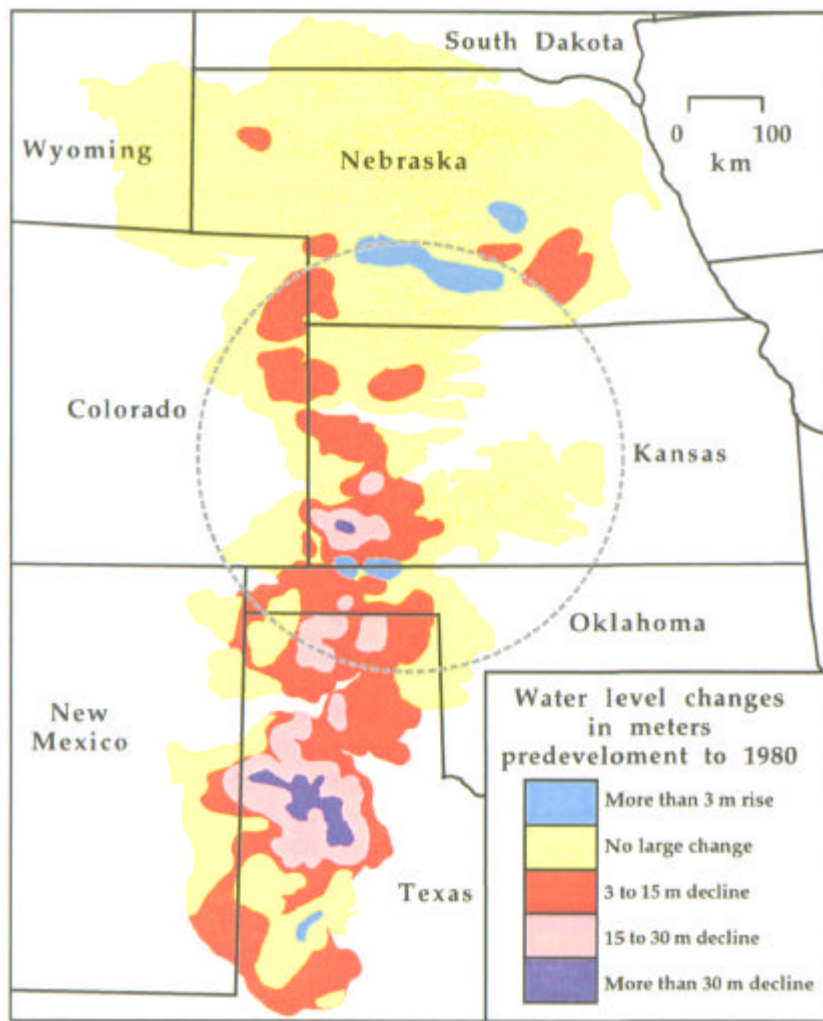 South Dakota
Wyoming
Nebraska
0 100
km
Colorado
Kansas
Oklahoma
New
Mexico
Texas
Water level changes
in meters
predeveloment to 1980
More than 3 m rise
No large change
3 to 15 m decline
15 to 30 m decline
More than 30 m decline